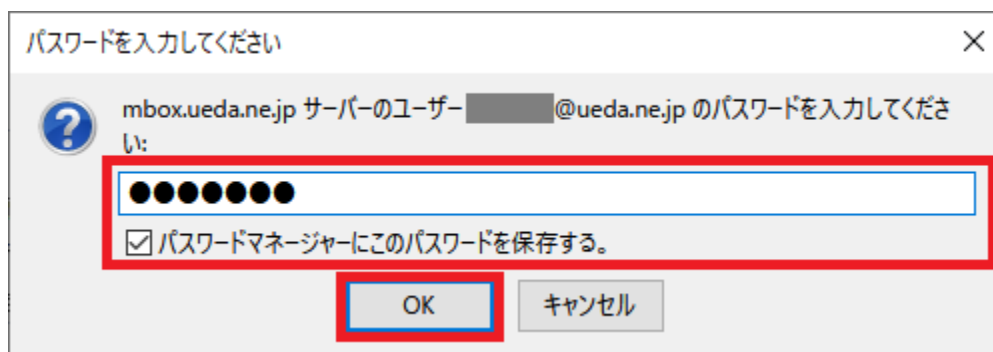 パスワードを入力してください
mbox.ueda.ne.jp サーバーのユーザー @ueda.ne.jp のパスワードを入力してくださ
い:
●●●●●●●
パスワードマネージャーにこのパスワードを保存する。
OK キャンセル